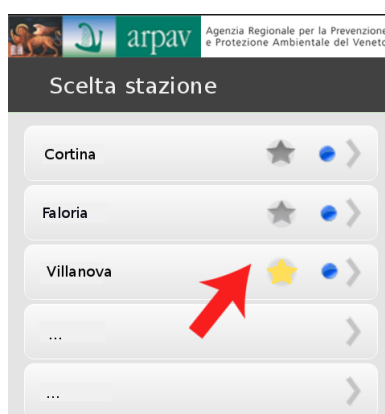 arpav
Agenzia Regionale per la Prevenzione
e Protezione Ambientale del Veneto
Scelta stazione
Cortina
Faloria
Villanova
...
...